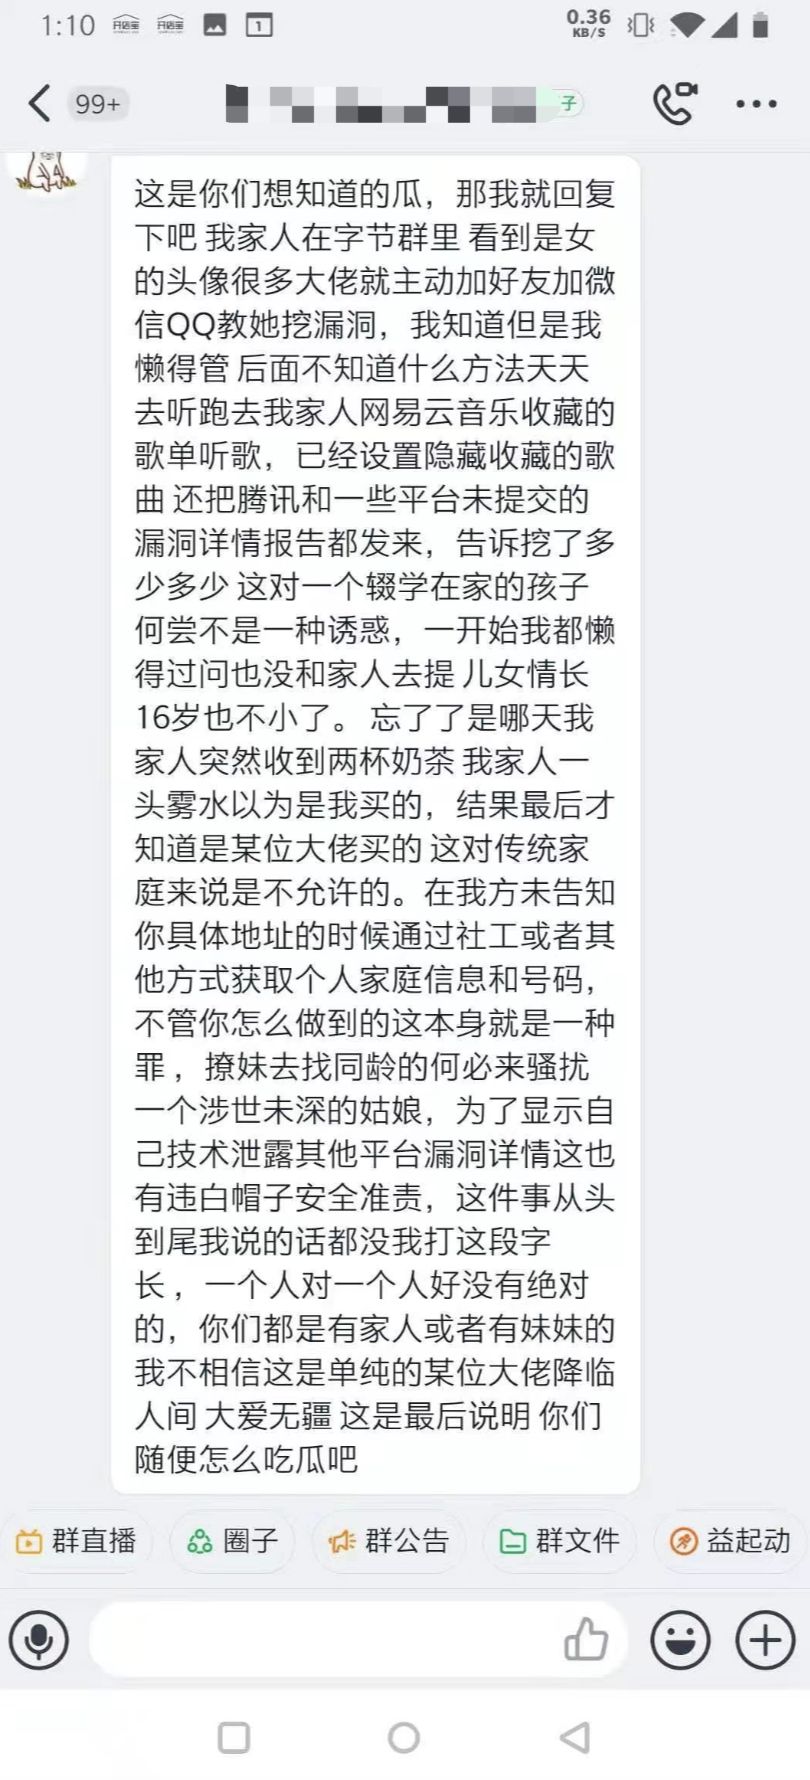 1:10
开店宝
开店宝
1
0.36
KB/S
99+
子
这是你们想知道的瓜，那我就回复
下吧 我家人在字节群里 看到是女
的头像很多大佬就主动加好友加微
信QQ教她挖漏洞，我知道但是我
懒得管 后面不知道什么方法天天
去听跑去我家人网易云音乐收藏的
歌单听歌，已经设置隐藏收藏的歌
曲 还把腾讯和一些平台未提交的
漏洞详情报告都发来，告诉挖了多
少多少 这对一个辍学在家的孩子
何尝不是一种诱惑，一开始我都懒
得过问也没和家人去提 儿女情长
16岁也不小了。 忘了了是哪天我
家人突然收到两杯奶茶 我家人一
头雾水以为是我买的，结果最后才
知道是某位大佬买的 这对传统家
庭来说是不允许的。在我方未告知
你具体地址的时候通过社工或者其
他方式获取个人家庭信息和号码，
不管你怎么做到的这本身就是一种
罪 ，撩妹去找同龄的何必来骚扰
一个涉世未深的姑娘，为了显示自
己技术泄露其他平台漏洞详情这也
有违白帽子安全准责，这件事从头
到尾我说的话都没我打这段字
长 ，一个人对一个人好没有绝对
的，你们都是有家人或者有妹妹的
我不相信这是单纯的某位大佬降临
人间 大爱无疆 这是最后说明 你们
随便怎么吃瓜吧
群直播
圈子
群公告
群文件
益起动